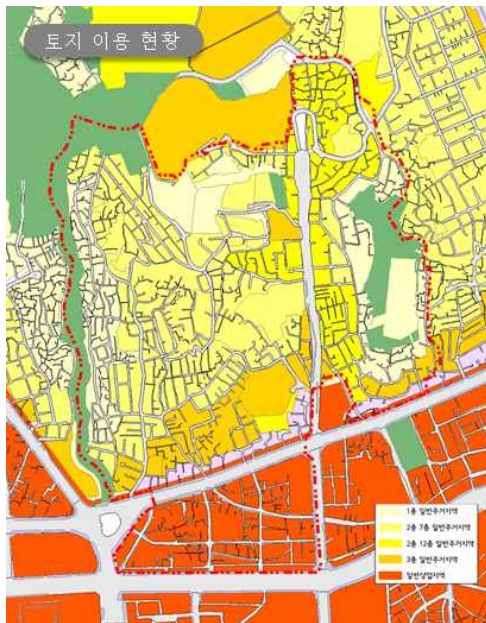 토지 이용 현황
1종 일반주거지역
2종 7층 일반주거지역
2종 12층 일반주거지역
3종 일반주거지역
일반상업지역